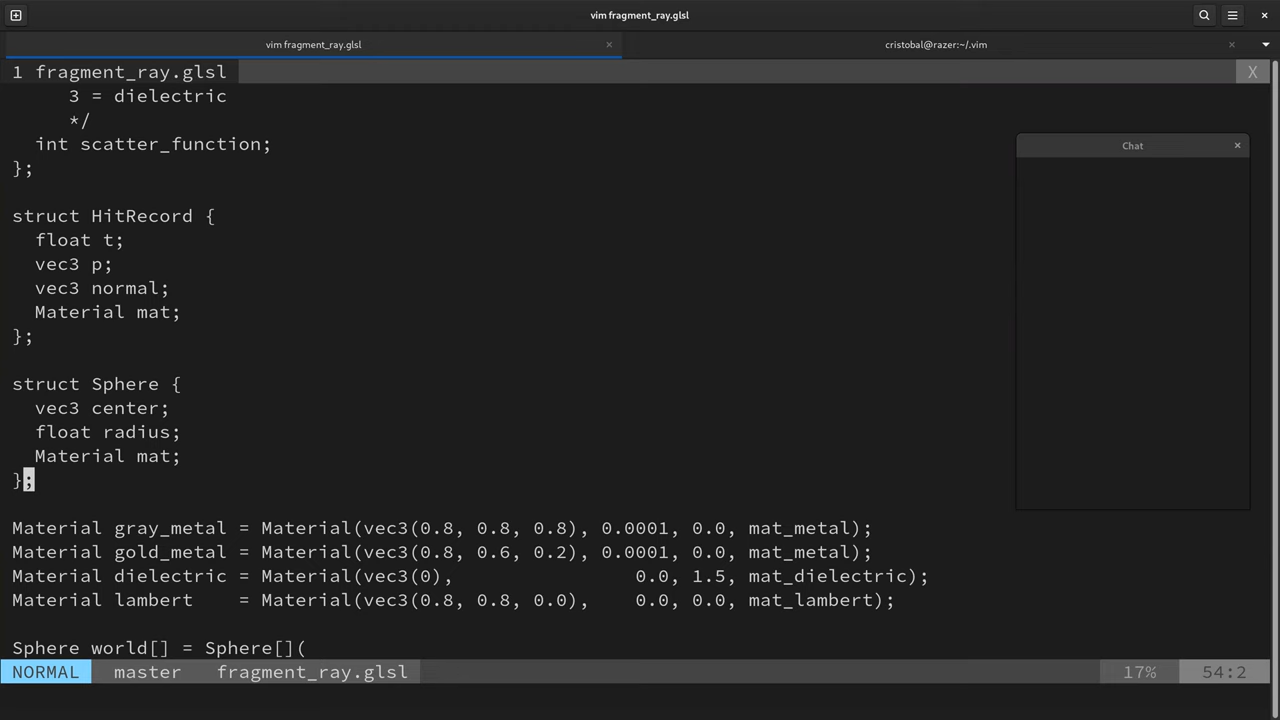 vim fragment_ray.glsl
vim fragment_ray.glsl × cristobal@razer:~/.vim ×
1 fragment_ray.glsl X
3 = dielectric
*/
int scatter_function;
};
Chat ×
struct HitRecord {
float t;
vec3 p;
vec3 normal;
Material mat;
};
struct Sphere {
vec3 center;
float radius;
Material mat;
};
Material gray_metal = Material(vec3(0.8, 0.8, 0.8), 0.0001, 0.0, mat_metal);
Material gold_metal = Material(vec3(0.8, 0.6, 0.2), 0.0001, 0.0, mat_metal);
Material dielectric = Material(vec3(0),                0.0, 1.5, mat_dielectric);
Material lambert    = Material(vec3(0.8, 0.8, 0.0),    0.0, 0.0, mat_lambert);
Sphere world[] = Sphere[](
NORMAL master fragment_ray.glsl 17% 54:2